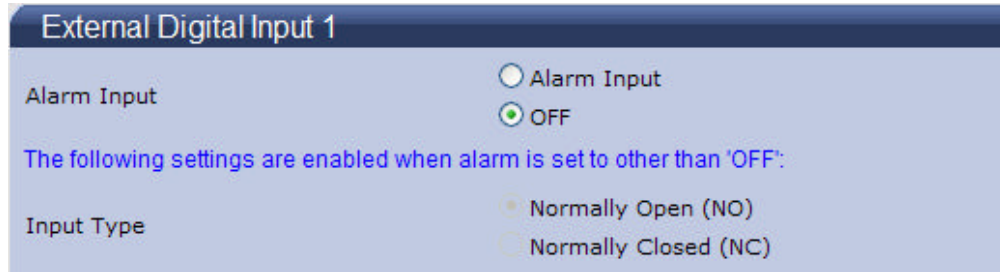 External Digital Input 1
Alarm Input
Alarm Input
OFF
The following settings are enabled when alarm is set to other than 'OFF':
Input Type
Normally Open (NO)
Normally Closed (NC)